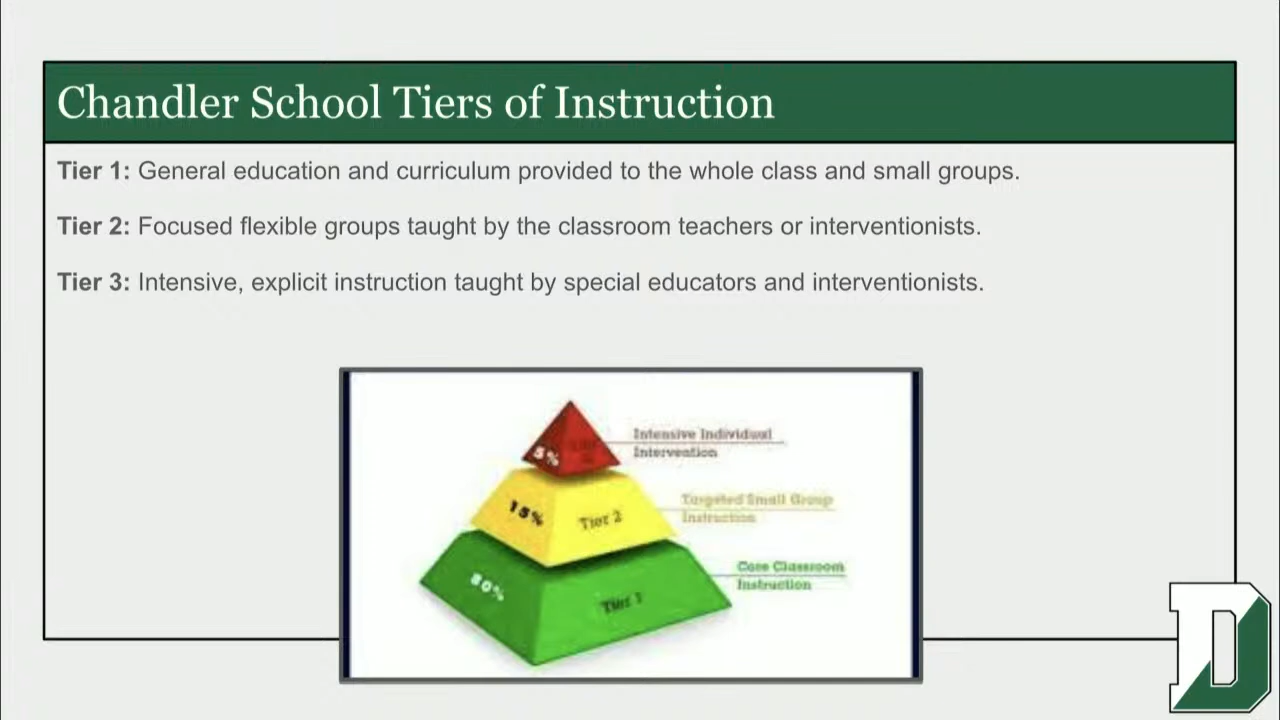 Chandler School Tiers of Instruction
Tier 1: General education and curriculum provided to the whole class and small groups.
Tier 2: Focused flexible groups taught by the classroom teachers or interventionists.
Tier 3: Intensive, explicit instruction taught by special educators and interventionists.
5%
Intensive Individual
Intervention
15%
Tier 2
Targeted Small Group
Instruction
80%
Tier 1
Core Classroom
Instruction
D